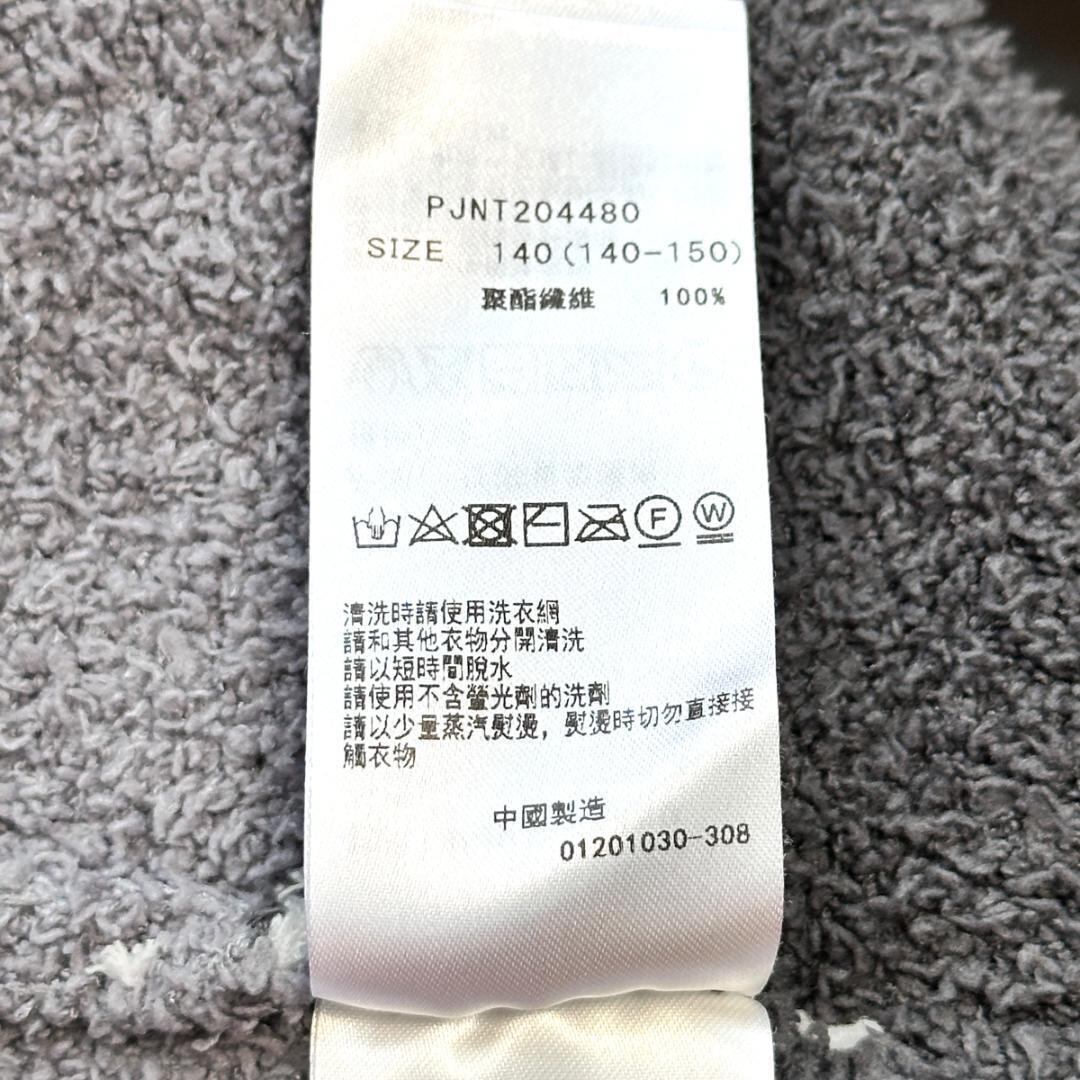 PJNT204480
SIZE 140(140-150)
聚酯纖維 100%
F W
清洗時請使用洗衣網
請和其他衣物分開清洗
請以短時間脫水
請使用不含螢光劑的洗劑
請以少量蒸汽熨燙，熨燙時切勿直接接
觸衣物
中國製造
01201030-308